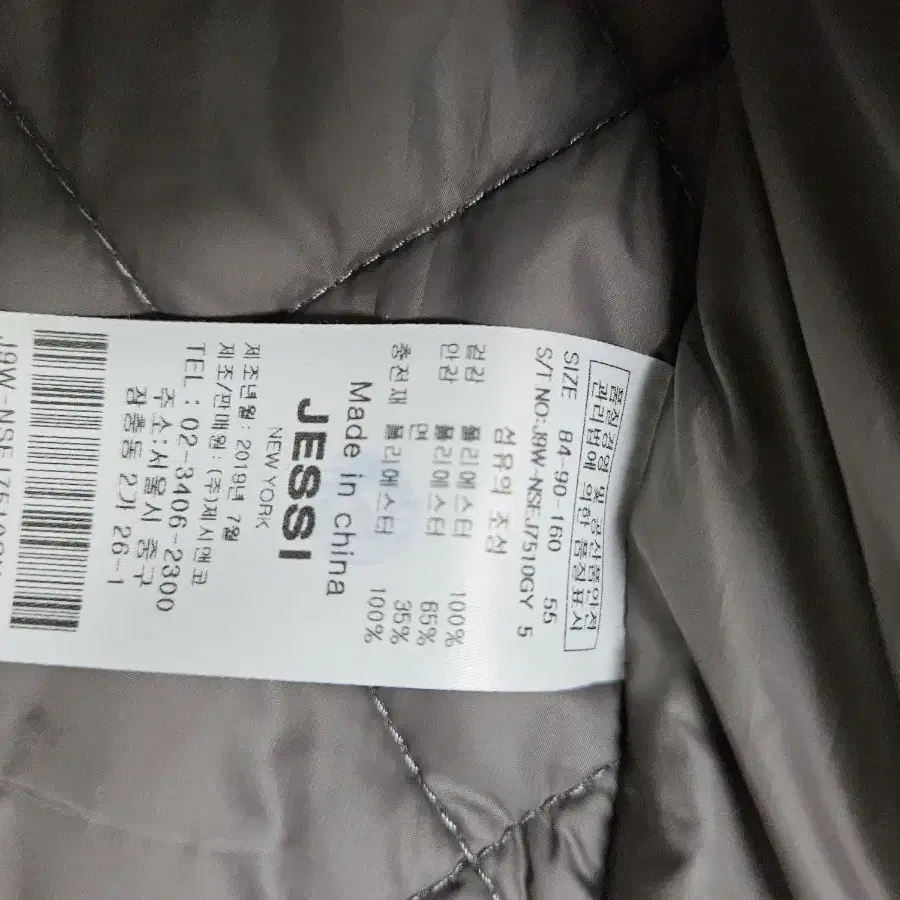 품질경영 및 공산품안전
관리법에 의한 품질표시
SIZE 84-90-160 55
S/T NO:J9W-NSEJ7510GY 5
섬유의 조성
겉감 폴리에스터 100%
안감 폴리에스터 65%
면 35%
충전재 폴리에스터 100%
Made in china
JESSI
NEW YORK
제조년월: 2019년 7월
제조/판매원: (주)제시앤코
TEL : 02-3406-2300
주소:서울시 중구
장충동 2가 26-1